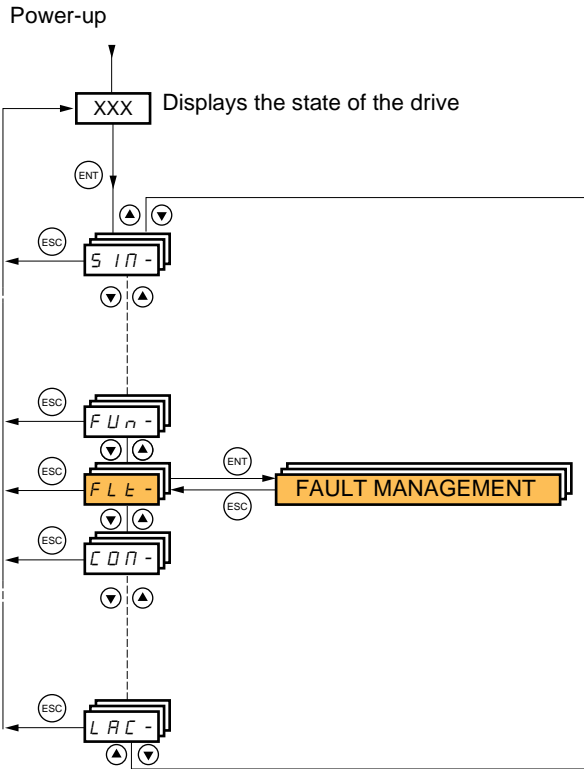 Power-up
XXX Displays the state of the drive
ENT
ESC
SIM-
ESC
FUn-
ESC
FLt-
ENT
FAULT MANAGEMENT
ESC
ESC
COM-
ESC
LAC-